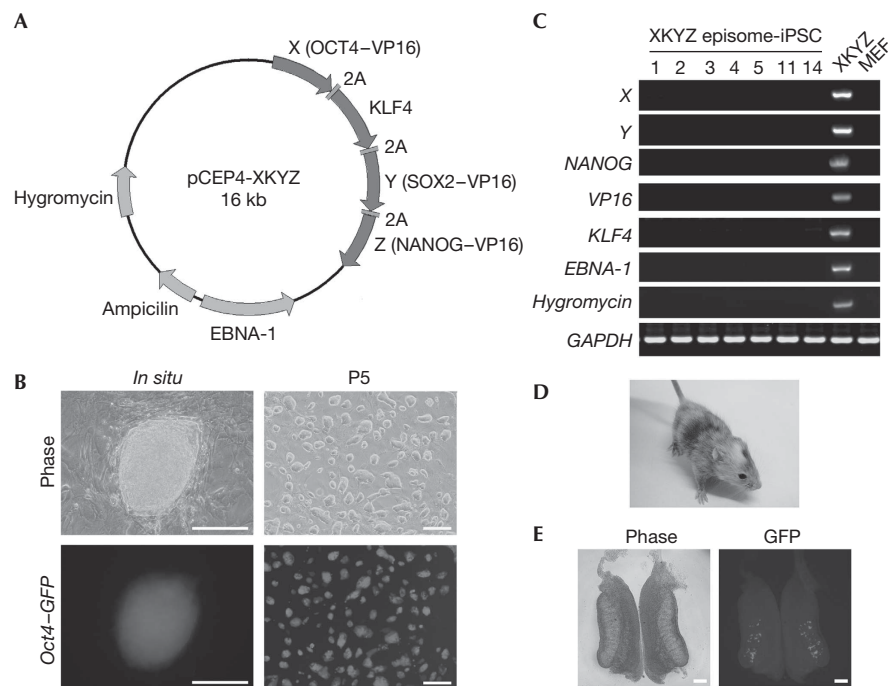 A
X (OCT4–VP16)
2A
KLF4
2A
Y (SOX2–VP16)
2A
Z (NANOG–VP16)
pCEP4-XKYZ
16 kb
Hygromycin
Ampicilin
EBNA-1
B
In situ
P5
Phase
Oct4–GFP
C
XKYZ episome-iPSC
1 2 3 4 5 11 14 XKYZ MEF
X
Y
NANOG
VP16
KLF4
EBNA-1
Hygromycin
GAPDH
D
E
Phase
GFP